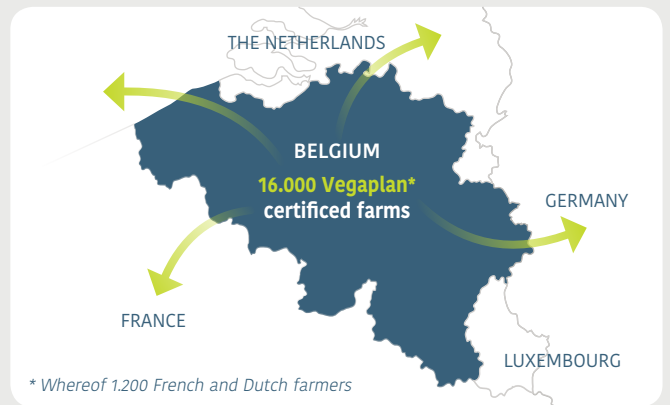 THE NETHERLANDS
BELGIUM
16.000 Vegaplan*
certificed farms
GERMANY
FRANCE
LUXEMBOURG
* Whereof 1.200 French and Dutch farmers